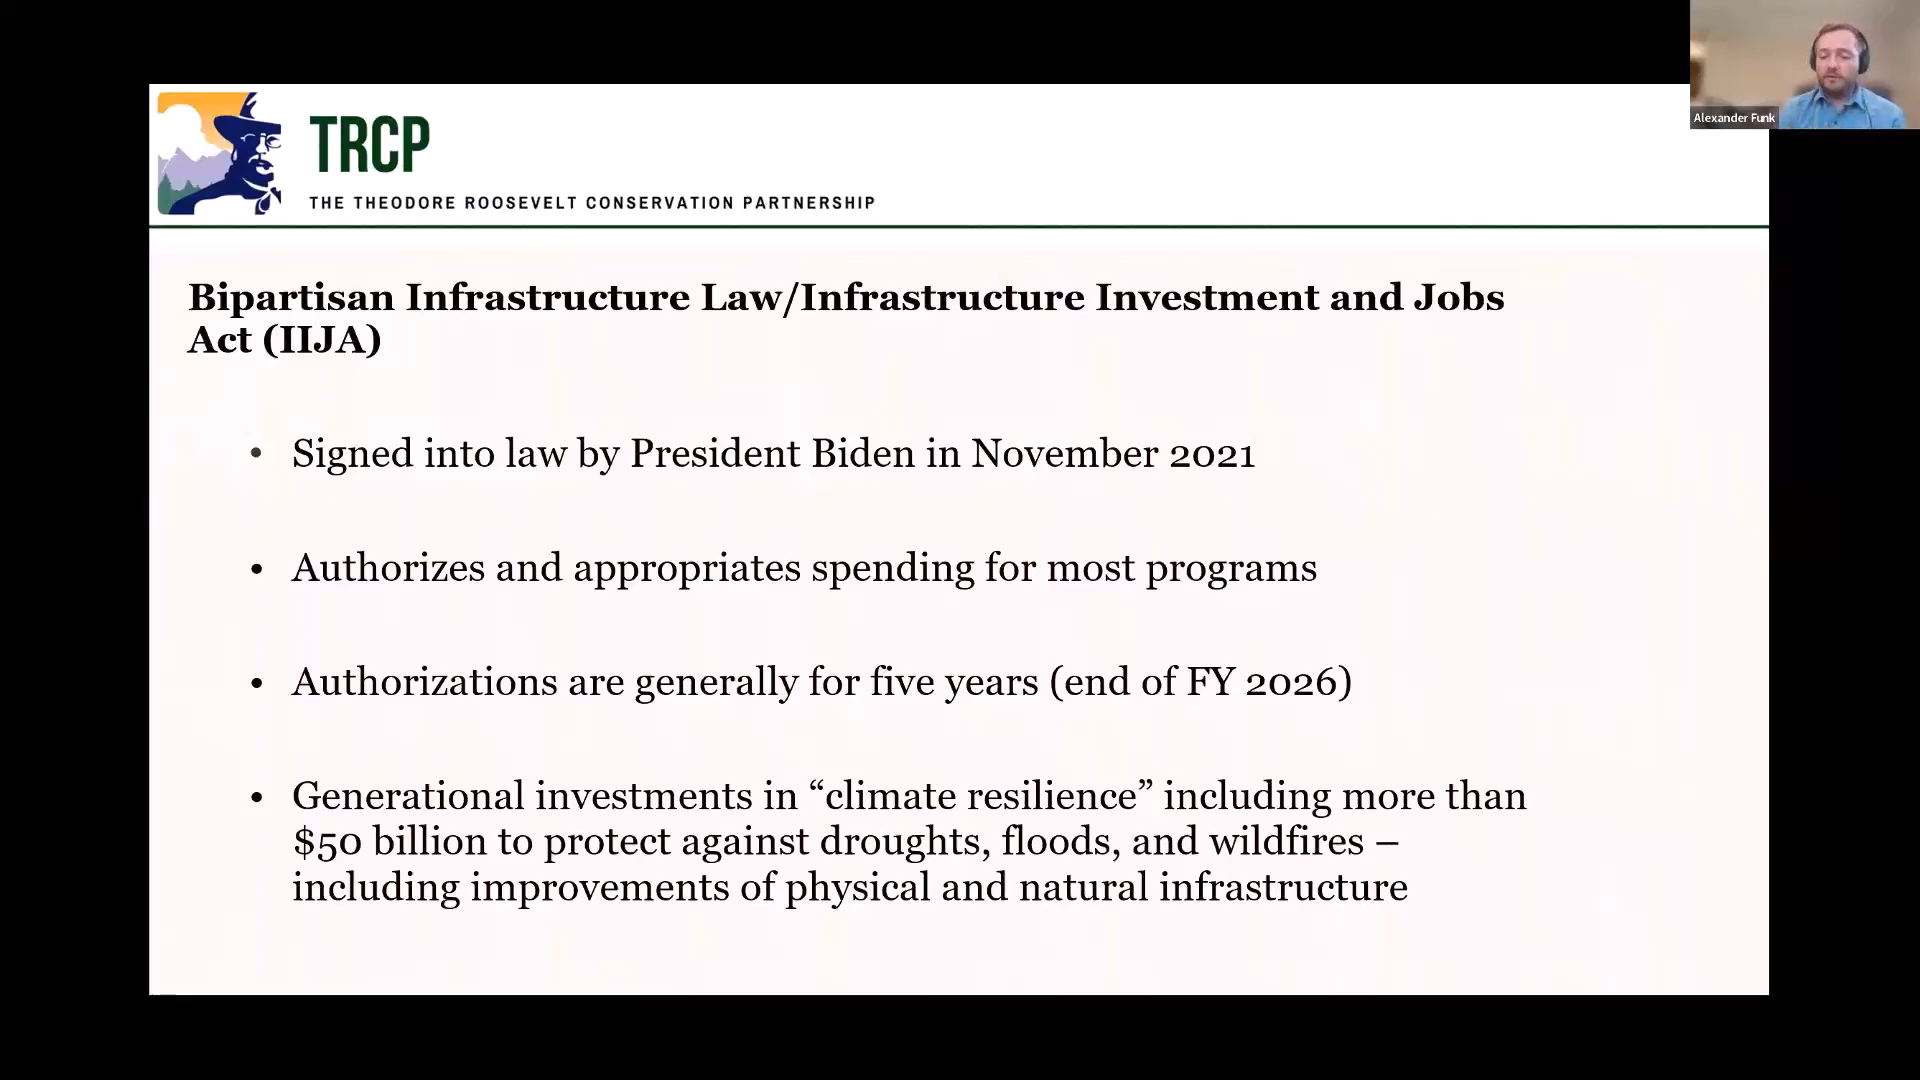 Alexander Funk
TRCP
THE THEODORE ROOSEVELT CONSERVATION PARTNERSHIP
Bipartisan Infrastructure Law/Infrastructure Investment and Jobs
Act (IIJA)
• Signed into law by President Biden in November 2021
• Authorizes and appropriates spending for most programs
• Authorizations are generally for five years (end of FY 2026)
• Generational investments in “climate resilience” including more than
$50 billion to protect against droughts, floods, and wildfires –
including improvements of physical and natural infrastructure